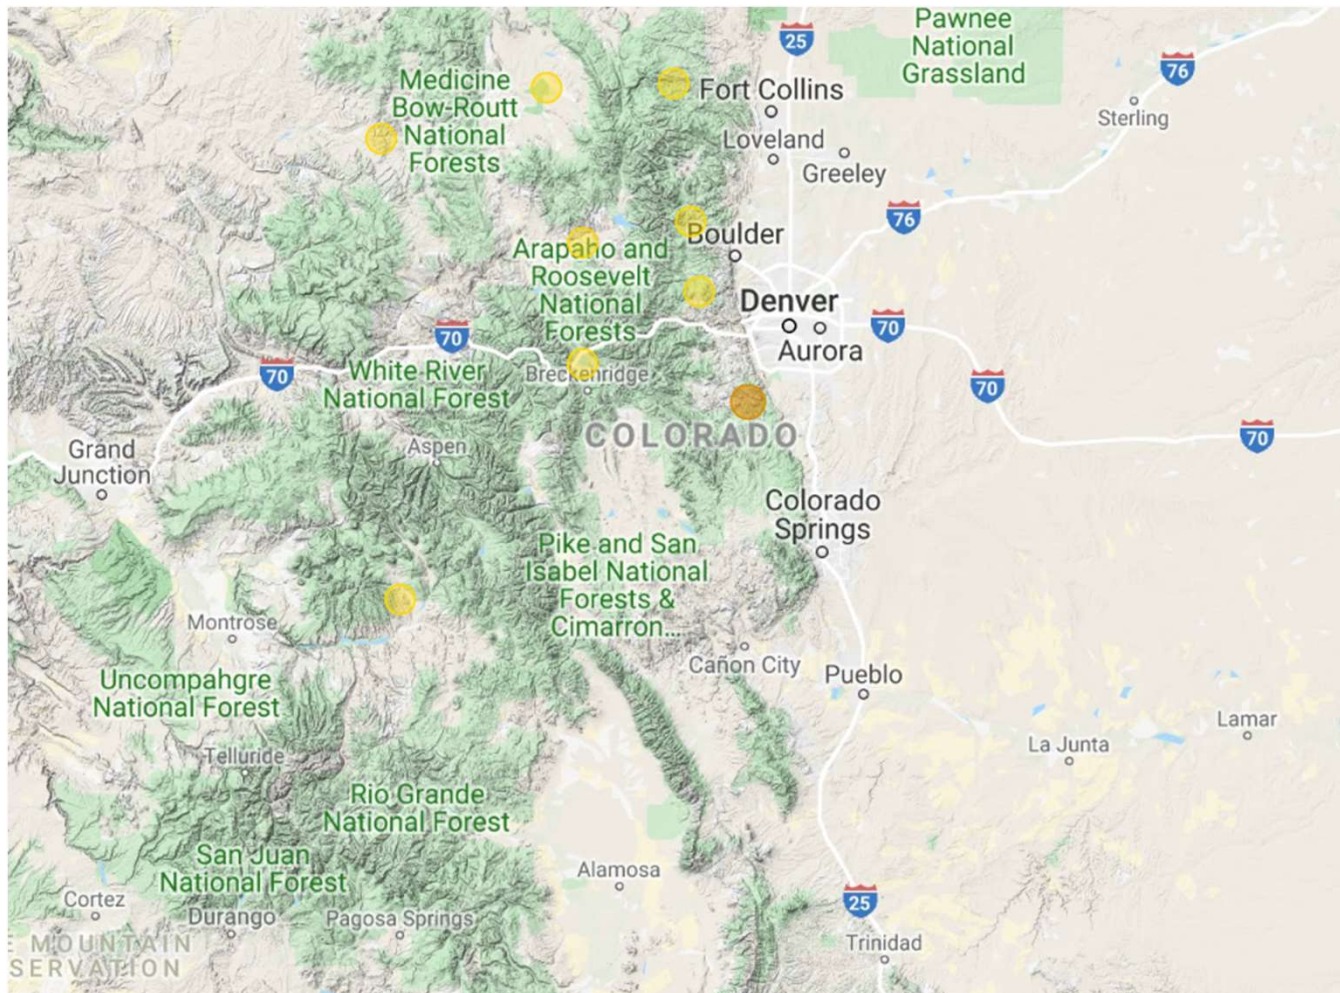 Pawnee
National
Grassland
25
76
Medicine
Bow-Routt
National
Forests
Fort Collins
Sterling
Loveland
Greeley
76
Boulder
Arapaho and
Roosevelt
National
Forests
Denver
70
Aurora
70
70
White River
National Forest
Breckenridge
70
70
COLORADO
Aspen
Grand
Junction
Colorado
Springs
Pike and San
Isabel National
Forests &
Cimarron...
Montrose
Cañon City
Pueblo
Uncompahgre
National Forest
Lamar
La Junta
Telluride
Rio Grande
National Forest
San Juan
National Forest
Alamosa
Cortez
Durango
Pagosa Springs
25
E MOUNTAIN
SERVATION
Trinidad